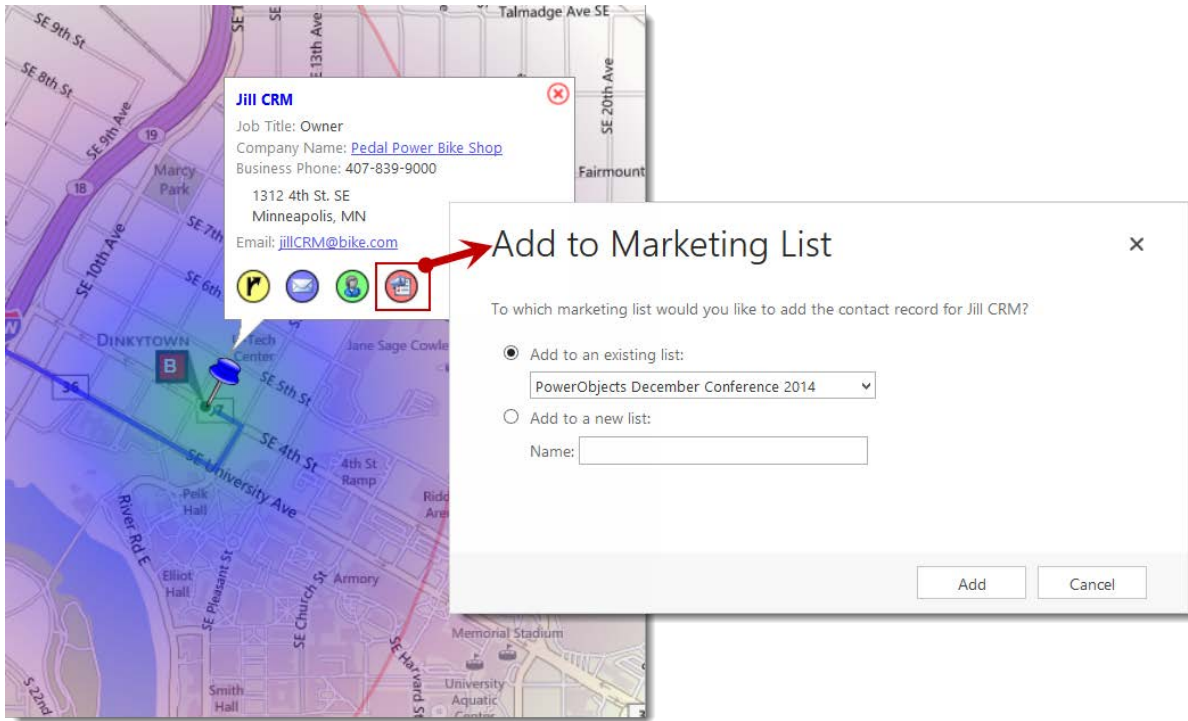 Talmadge Ave SE
SE 9th St
SE
E 13th Ave
SE 8th St
SE 20th Ave
SE 9th Ave
19
Marcy
Park
18
Fairmount
SE 7th
SE 10th Ave
SE 6th
Jill CRM
Job Title: Owner
Company Name: Pedal Power Bike Shop
Business Phone: 407-839-9000
1312 4th St. SE
Minneapolis, MN
Email: jillCRM@bike.com
Add to Marketing List
To which marketing list would you like to add the contact record for Jill CRM?
Add to an existing list:
PowerObjects December Conference 2014
Add to a new list:
Name:
Add
Cancel
DINKYTOWN
Tech
Center
Jane Sage Cowle
B
36
SE 5th St
SE 4th St
4th St
Ramp
SE University Ave
Peik
Hall
River Rd E
Elliot
Hall
SE Pleasant St
SE Church St
Armory
Memorial Stadium
SE Harvard St
University
Aquatic
Center
Smith
Hall
S 22nd